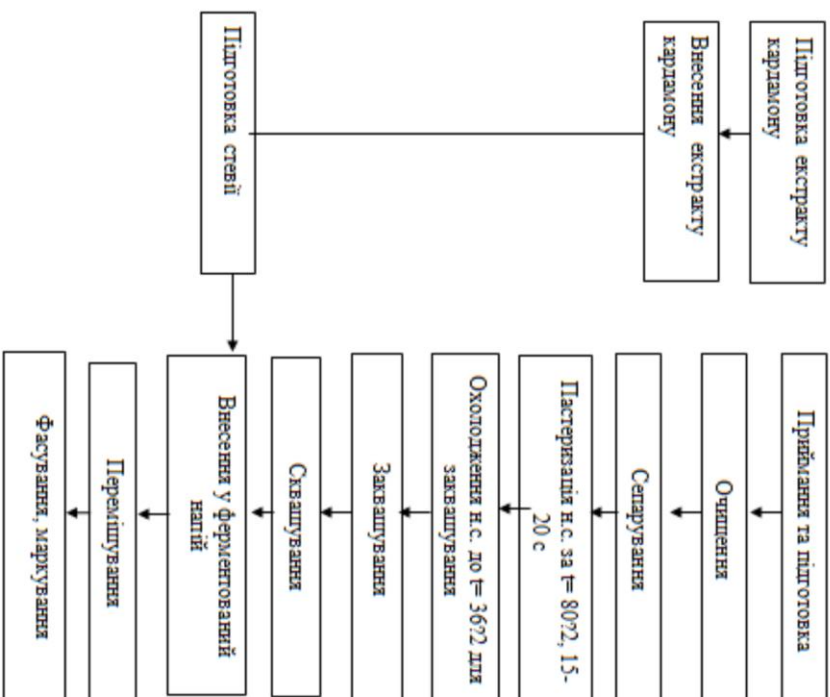 Підготовка екстракту
кардамону
Внесення екстракту
кардамону
Підготовка стевії
Приймання та підготовка
Очищення
Сепарування
Пастеризація н.с. за t= 80?2, 15-
20 с
Охолодження н.с. до t= 36?2 для
заквашування
Заквашування
Сквашування
Внесення у ферментований
напій
Перемішування
Фасування, маркування